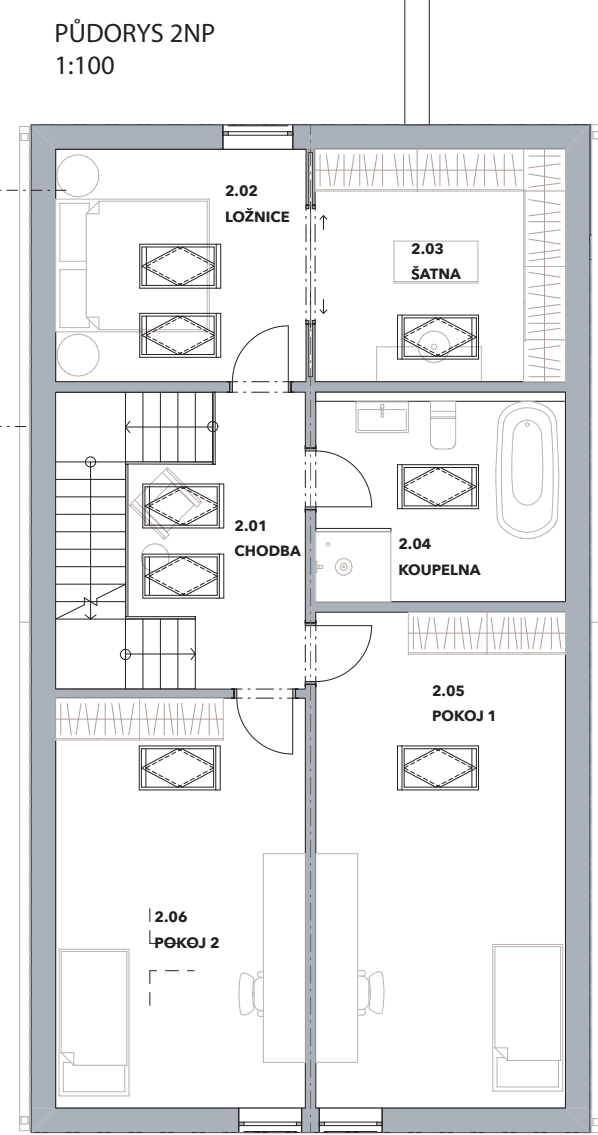 PŮDORYS 2NP
1:100
2.02
LOŽNICE
2.03
ŠATNA
2.01
CHODBA
2.04
KOUPELNA
2.05
POKOJ 1
2.06
POKOJ 2